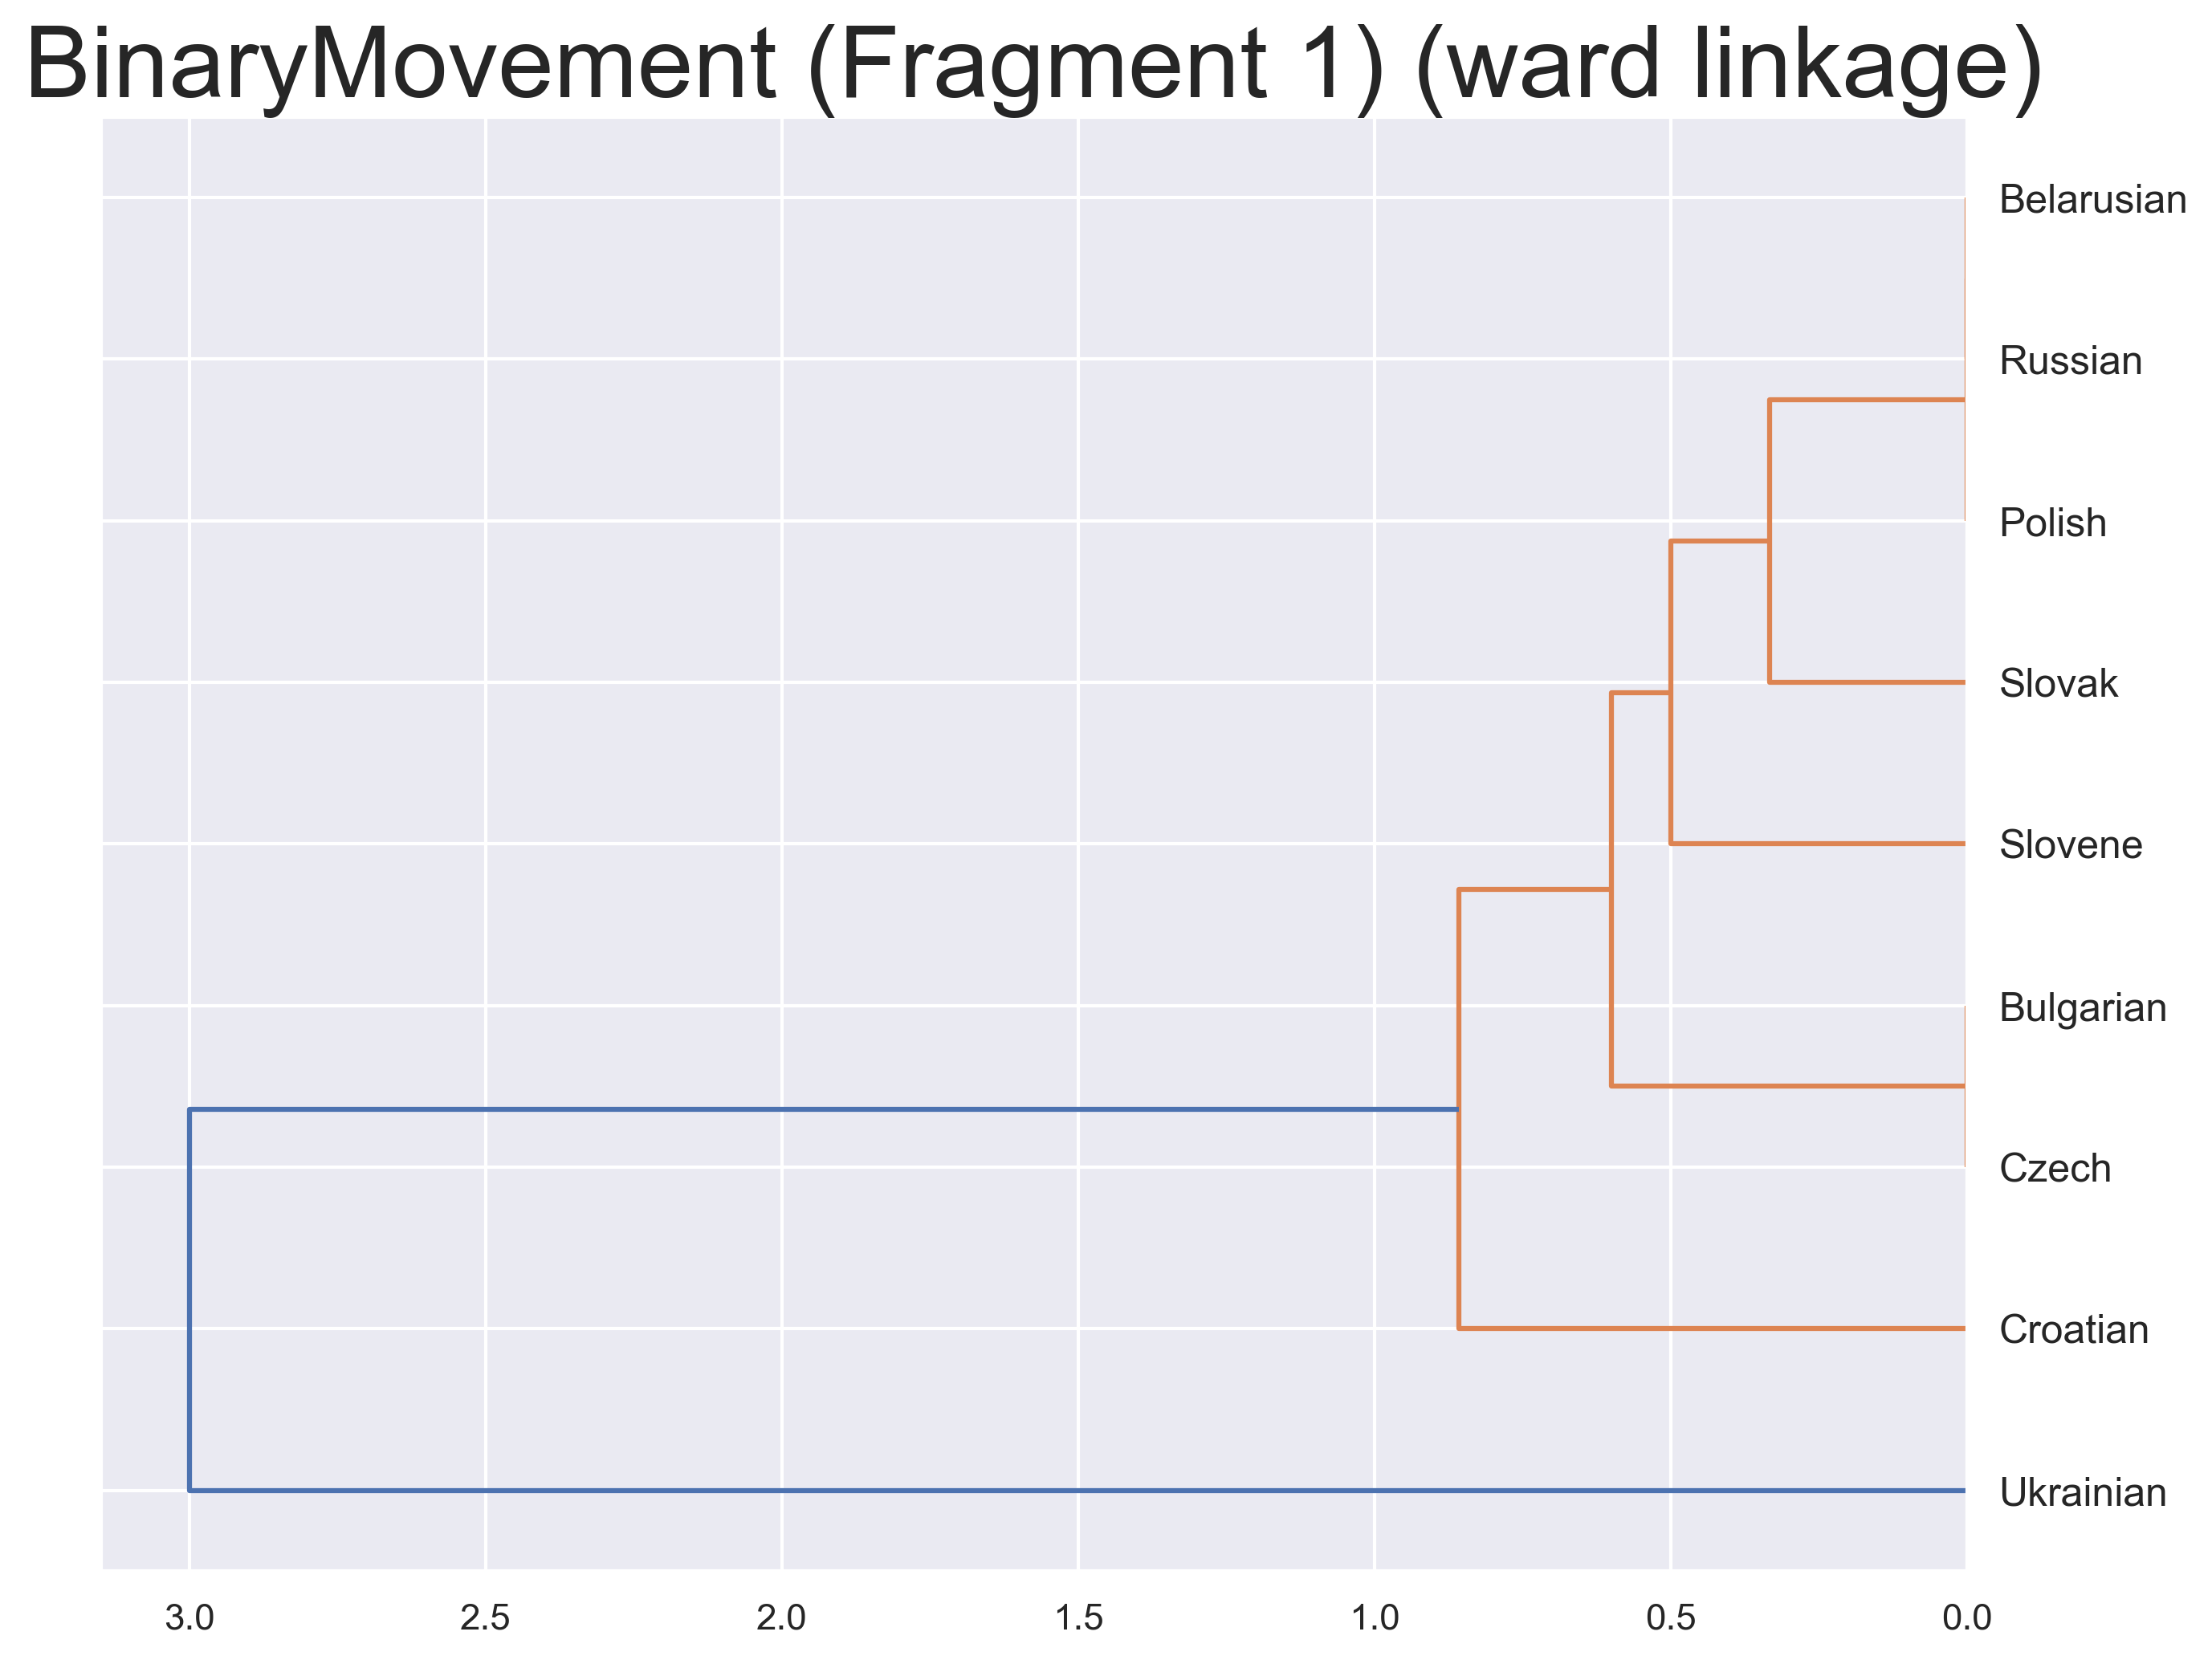 BinaryMovement (Fragment 1) (ward linkage)
Belarusian
Russian
Polish
Slovak
Slovene
Bulgarian
Czech
Croatian
Ukrainian
3.0 2.5 2.0 1.5 1.0 0.5 0.0